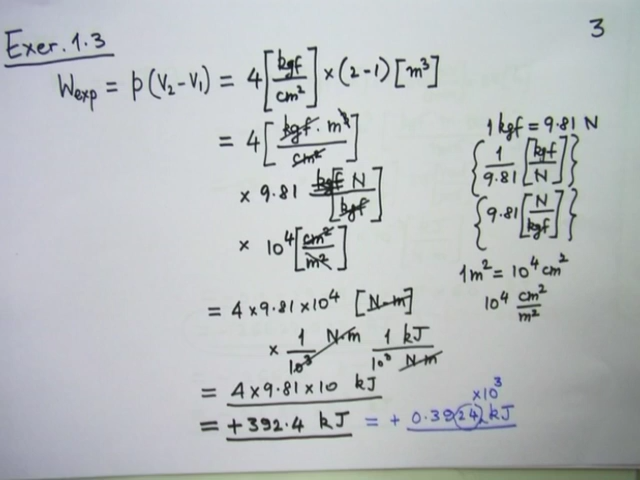 3
Exer. 1.3
Wexp = p(V2-V1) = 4[kgf/cm²] × (2-1) [m³]
= 4[kgf · m³/cm²]
× 9.81 kgf N/[kgf]
× 10⁴[cm²/m²]
= 4 × 9.81 × 10⁴ [N-m]
× 1/10³ N-m 1 kJ/10³ N-m
= 4 × 9.81 × 10 kJ
= +392.4 kJ = + 0.3924 ×10³ kJ
1 kgf = 9.81 N
{1/9.81 [kgf/N]}
{9.81 [N/kgf]}
1m² = 10⁴ cm²
10⁴ cm²/m²